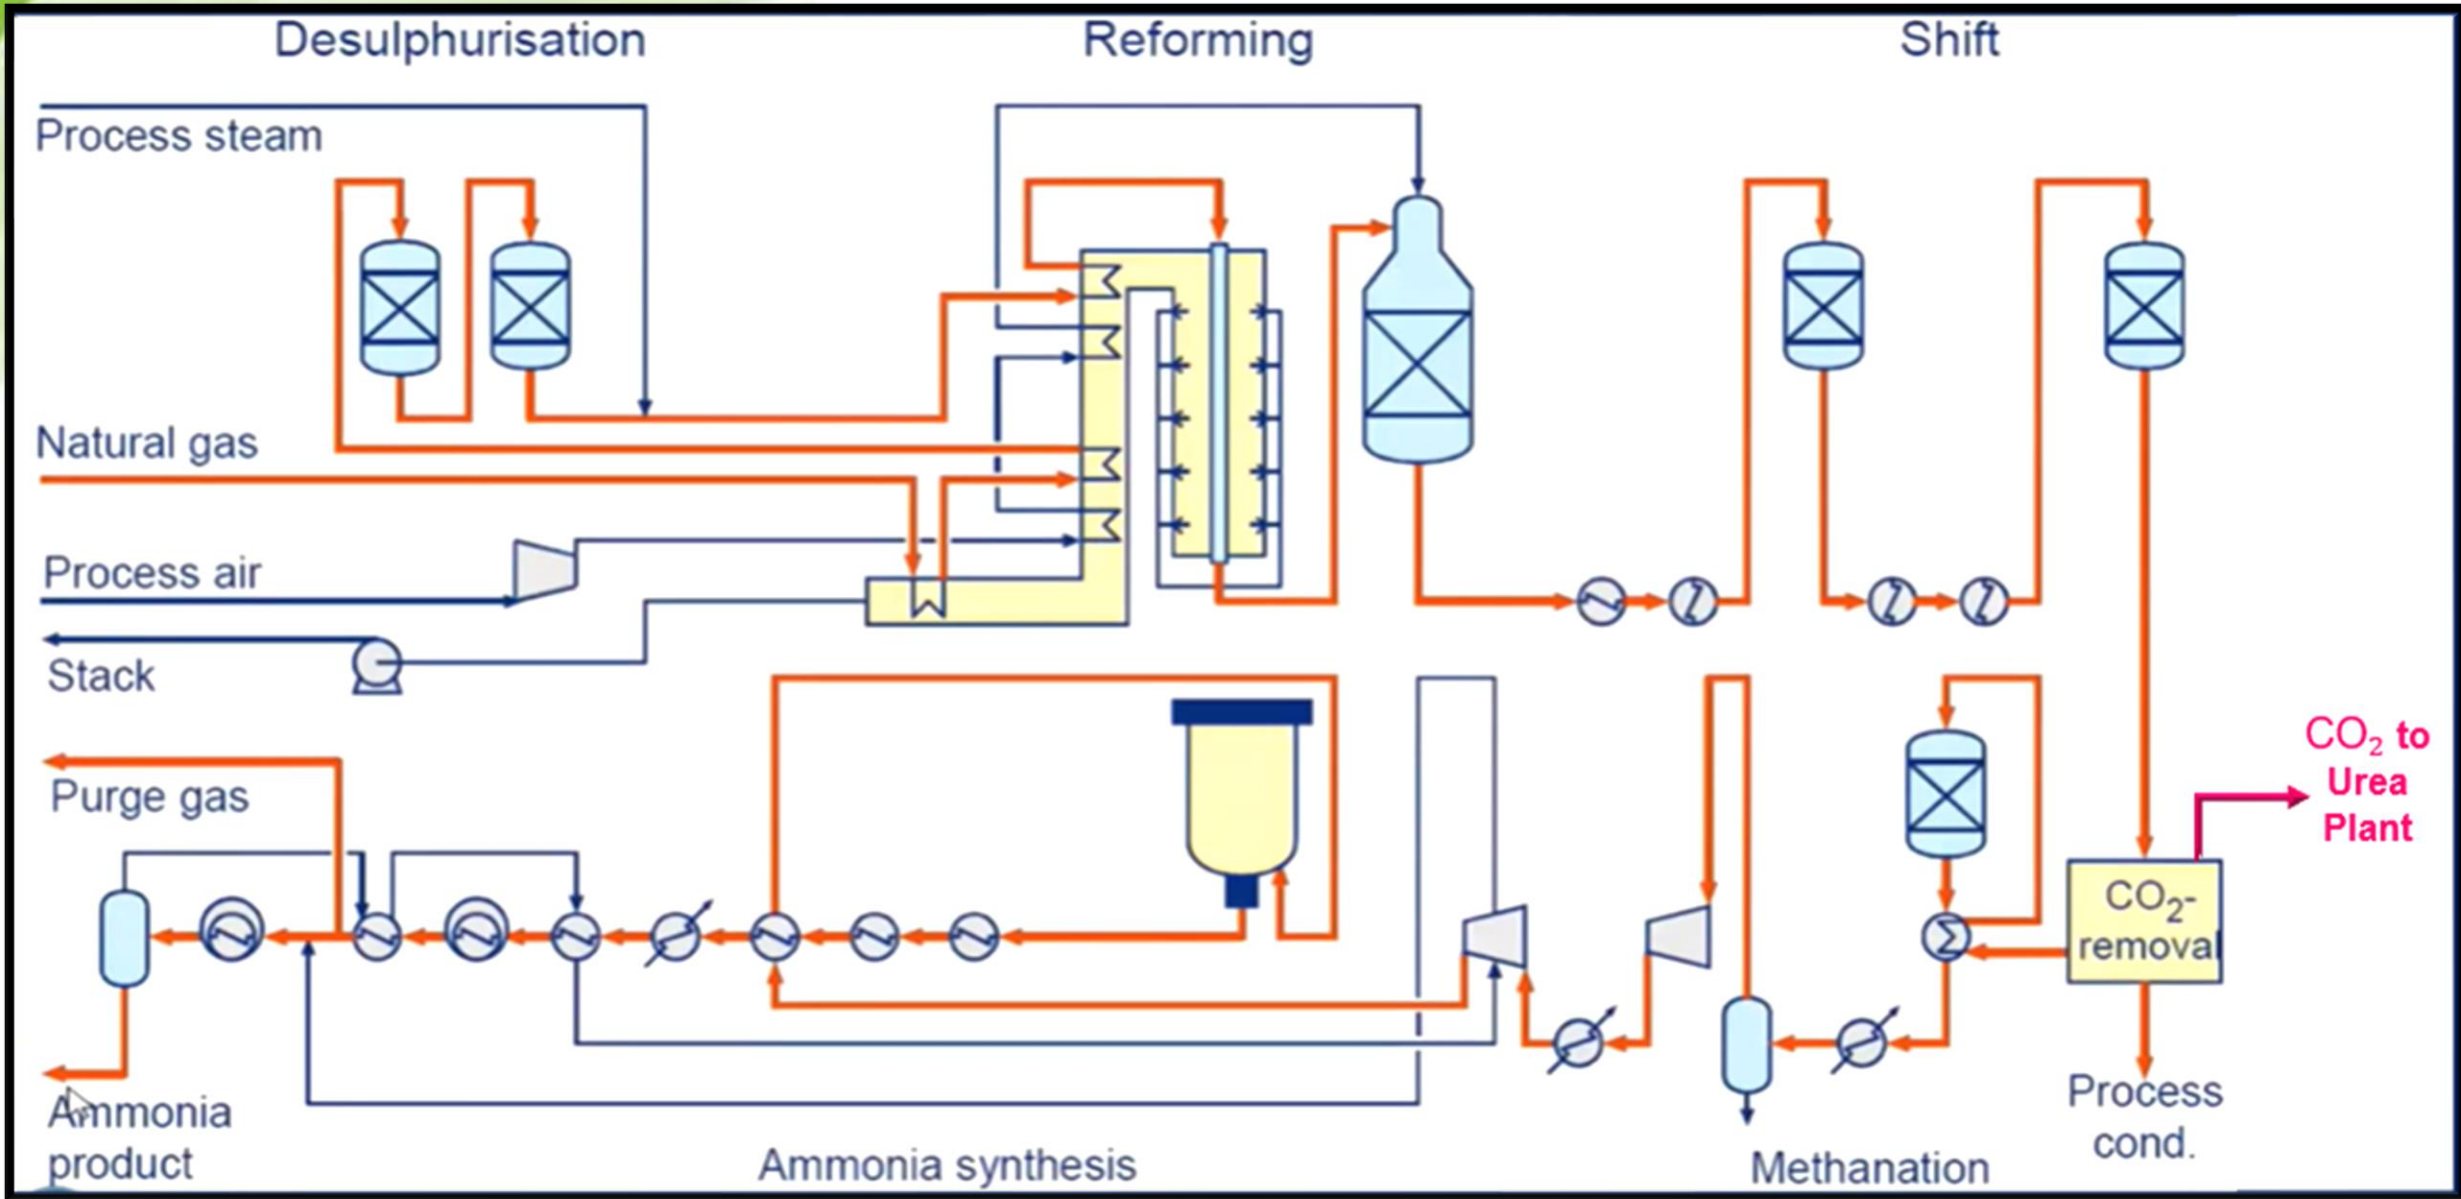 Desulphurisation
Reforming
Shift
Process steam
Natural gas
Process air
Stack
Purge gas
CO₂ to
Urea
Plant
CO₂-
removal
Ammonia
product
Ammonia synthesis
Methanation
Process
cond.